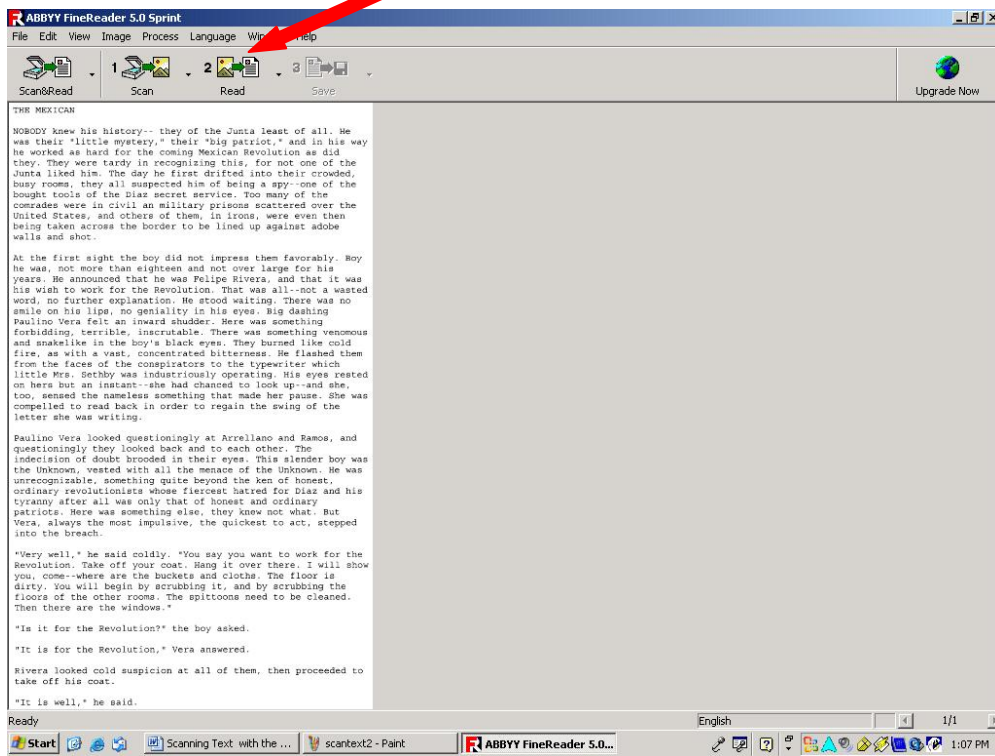 ABBYY FineReader 5.0 Sprint
File Edit View Image Process Language Help
Scan&Read
1
Scan
2
Read
3
Save
Upgrade Now
THE MEXICAN
NOBODY knew his history-- they of the Junta least of all. He
was their "little mystery," their "big patriot," and in his way
he worked as hard for the coming Mexican Revolution as did
they. They were tardy in recognizing this, for not one of the
Junta liked him. The day he first drifted into their crowded,
busy rooms, they all suspected him of being a spy--one of the
bought tools of the Diaz secret service. Too many of the
comrades were in civil an military prisons scattered over the
United States, and others of them, in irons, were even then
being taken across the border to be lined up against adobe
walls and shot.
At the first sight the boy did not impress them favorably. Boy
he was, not more than eighteen and not over large for his
years. He announced that he was Felipe Rivera, and that it was
his wish to work for the Revolution. That was all--not a wasted
word, no further explanation. He stood waiting. There was no
smile on his lips, no geniality in his eyes. Big dashing
Paulino Vera felt an inward shudder. Here was something
forbidding, terrible, inscrutable. There was something venomous
and snakelike in the boy's black eyes. They burned like cold
fire, as with a vast, concentrated bitterness. He flashed them
from the faces of the conspirators to the typewriter which
little Mrs. Sethby was industriously operating. His eyes rested
on hers but an instant--she had chanced to look up--and she,
too, sensed the nameless something that made her pause. She was
compelled to read back in order to regain the swing of the
letter she was writing.
Paulino Vera looked questioningly at Arrellano and Ramos, and
questioningly they looked back and to each other. The
indecision of doubt brooded in their eyes. This slender boy was
the Unknown, vested with all the menace of the Unknown. He was
unrecognizable, something quite beyond the ken of honest,
ordinary revolutionists whose fiercest hatred for Diaz and his
tyranny after all was only that of honest and ordinary
patriots. Here was something else, they knew not what. But
Vera, always the most impulsive, the quickest to act, stepped
into the breach.
"Very well," he said coldly. "You say you want to work for the
Revolution. Take off your coat. Hang it over there. I will show
you, come--where are the buckets and cloths. The floor is
dirty. You will begin by scrubbing it, and by scrubbing the
floors of the other rooms. The spittoons need to be cleaned.
Then there are the windows."
"Is it for the Revolution?" the boy asked.
"It is for the Revolution," Vera answered.
Rivera looked cold suspicion at all of them, then proceeded to
take off his coat.
"It is well," he said.
Ready
English
1/1
Start
Scanning Text with the ...
scantext2 - Paint
ABBYY FineReader 5.0...
1:07 PM